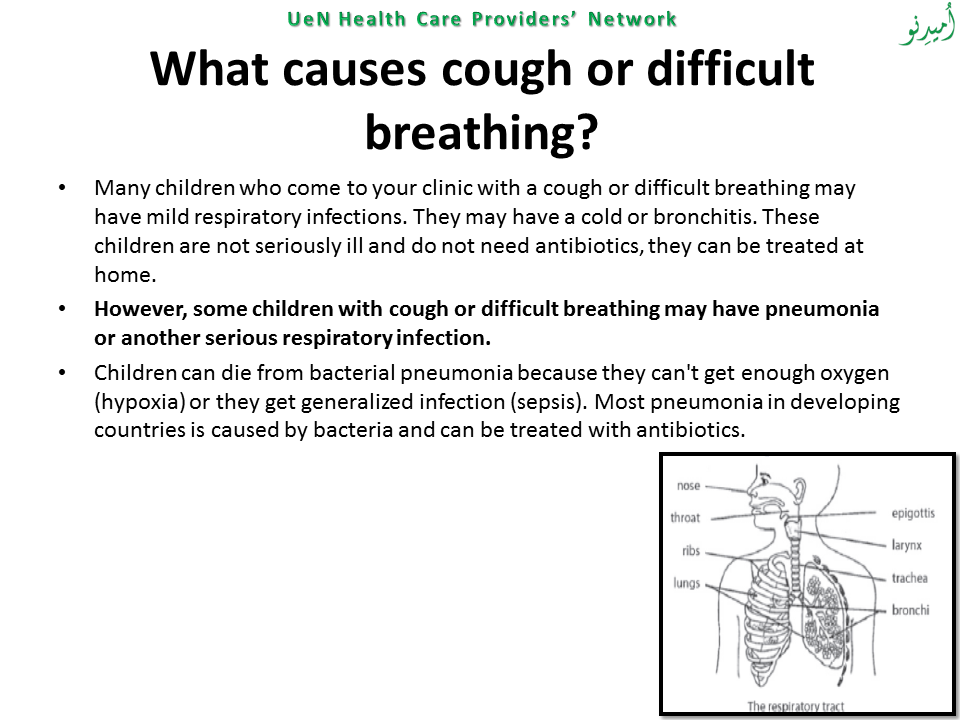 UeN Health Care Providers’ Network
اُمیدِنو
What causes cough or difficult
breathing?
• Many children who come to your clinic with a cough or difficult breathing may
have mild respiratory infections. They may have a cold or bronchitis. These
children are not seriously ill and do not need antibiotics, they can be treated at
home.
• However, some children with cough or difficult breathing may have pneumonia
or another serious respiratory infection.
• Children can die from bacterial pneumonia because they can't get enough oxygen
(hypoxia) or they get generalized infection (sepsis). Most pneumonia in developing
countries is caused by bacteria and can be treated with antibiotics.
nose
throat
ribs
lungs
epigottis
larynx
trachea
bronchi
The respiratory tract